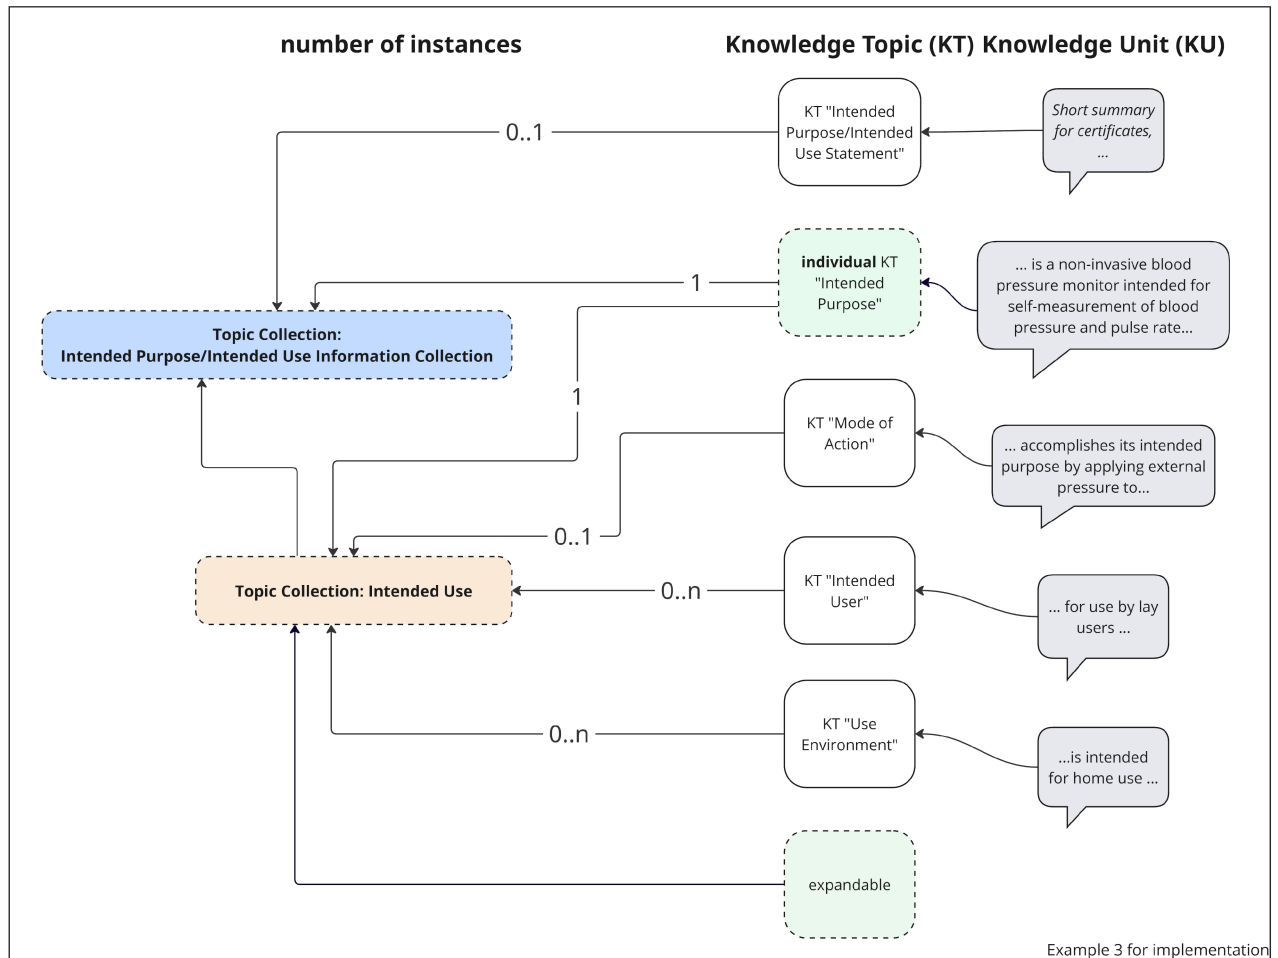 number of instances
Knowledge Topic (KT) Knowledge Unit (KU)
KT "Intended
Purpose/Intended
Use Statement"
Short summary
for certificates,
...
0..1
individual KT
"Intended
Purpose"
... is a non-invasive blood
pressure monitor intended for
self-measurement of blood
pressure and pulse rate...
1
Topic Collection:
Intended Purpose/Intended Use Information Collection
1
KT "Mode of
Action"
... accomplishes its intended
purpose by applying external
pressure to...
0..1
Topic Collection: Intended Use
0..n
KT "Intended
User"
... for use by lay
users ...
0..n
KT "Use
Environment"
...is intended
for home use ...
expandable
Example 3 for implementation